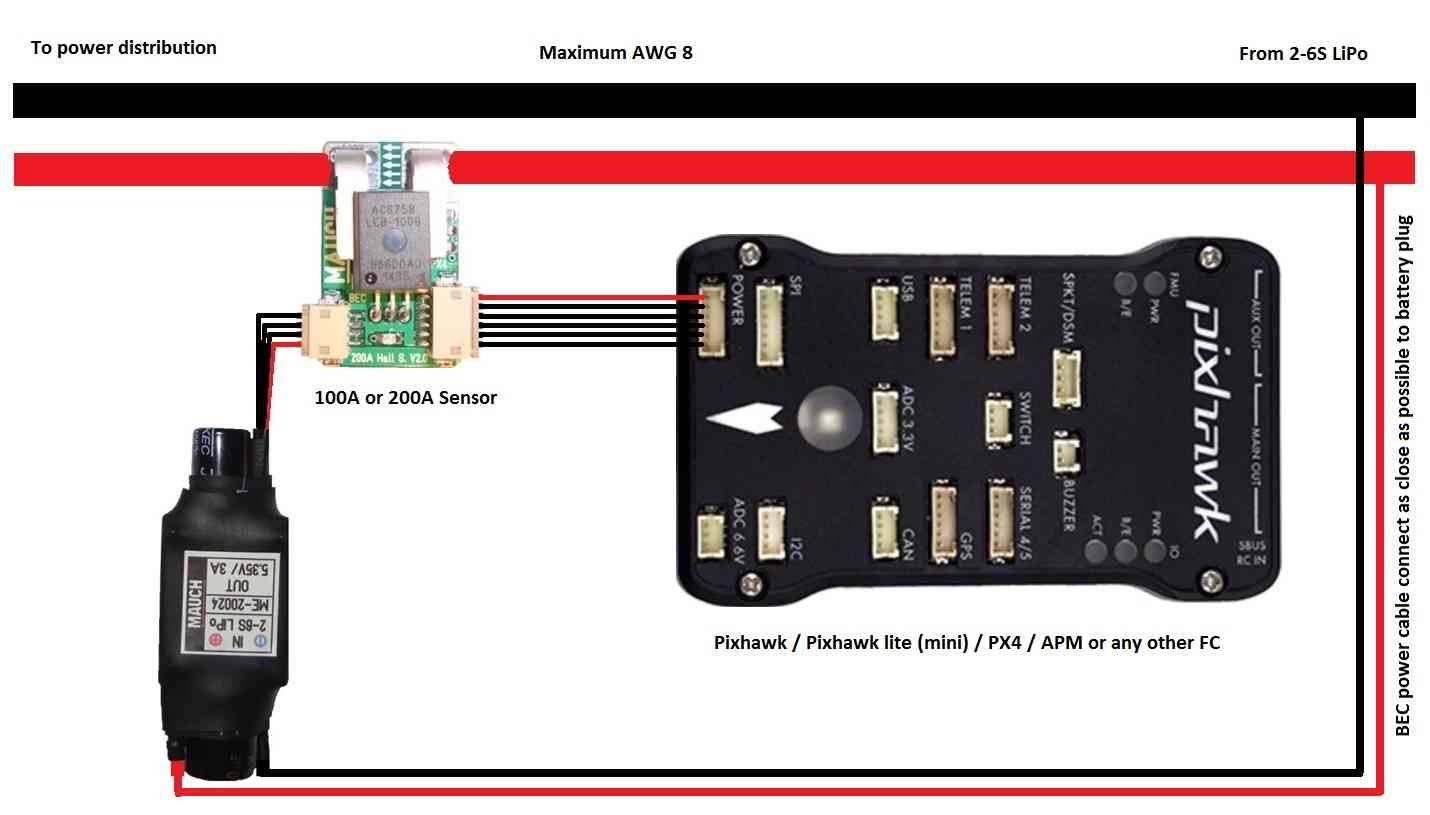 To power distribution
Maximum AWG 8
From 2-6S LiPo
MAUCH
BEC
PX4
200A Hall S. V2.0
100A or 200A Sensor
POWER
SPI
USB
TELEM 1
TELEM 2
SPKT/DSM
B/E
PWR
FMU
AUX OUT
MAIN OUT
pixhawk
ADC 3.3V
SWITCH
BUZZER
ADC 6.6V
I2C
CAN
GPS
SERIAL 4/5
ACT
B/E
PWR
IO
SBUS
RC IN
Pixhawk / Pixhawk lite (mini) / PX4 / APM or any other FC
BEC power cable connect as close as possible to battery plug
KEC
MAUCH
IN
2-6S LiPo
ME-20024
OUT
5.35V/ 3A